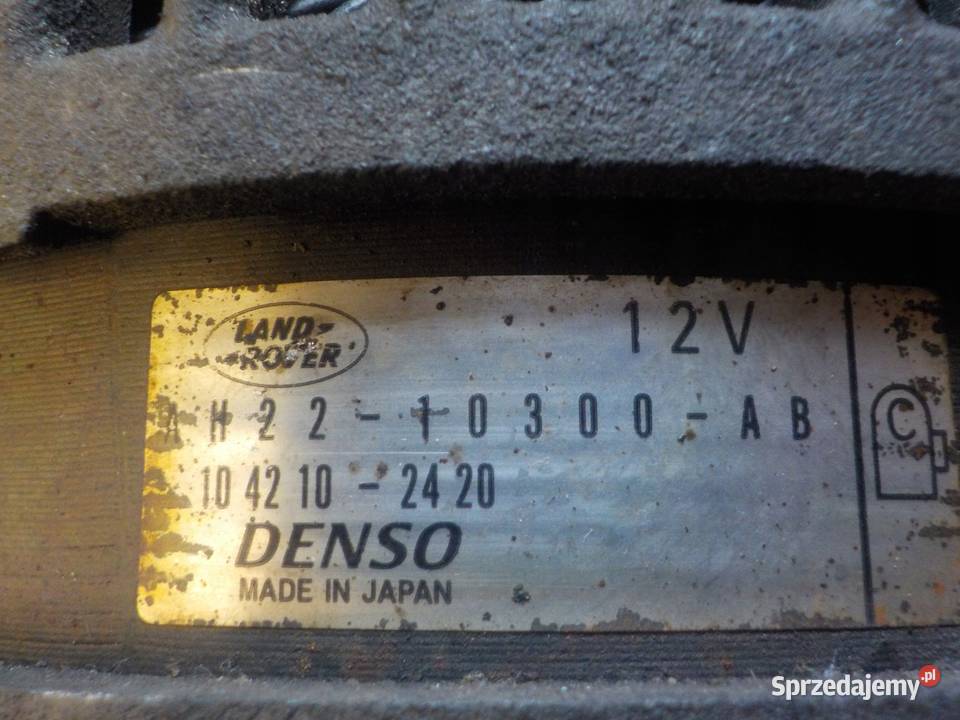 LAND-
-ROVER
12V
AH22-10300-AB
104210-2420
DENSO
MADE IN JAPAN
C
Sprzedajemy.pl